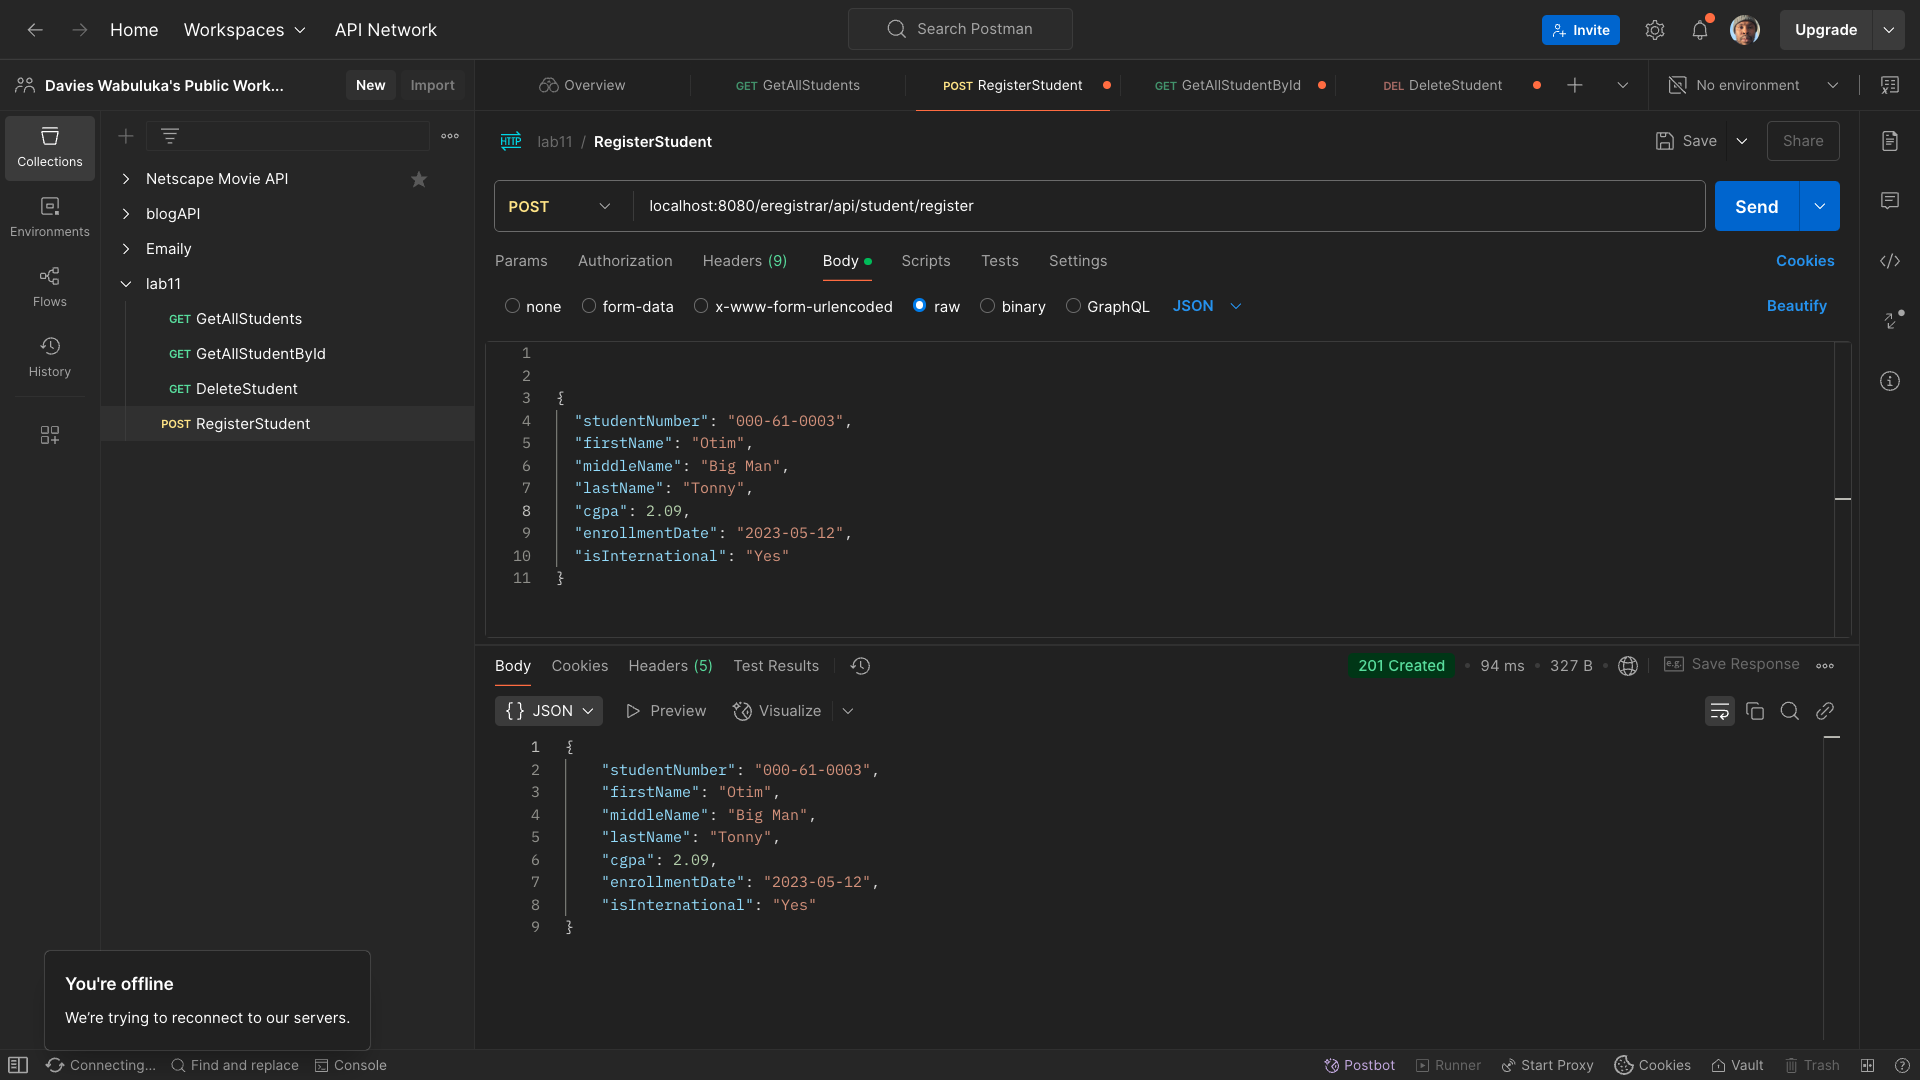 Home Workspaces API Network Search Postman Invite Upgrade
Davies Wabuluka's Public Work... New Import
Overview GET GetAllStudents POST RegisterStudent GET GetAllStudentById DEL DeleteStudent No environment
Collections
Environments
Flows
History
Netscape Movie API
blogAPI
Emaily
lab11
GET GetAllStudents
GET GetAllStudentById
GET DeleteStudent
POST RegisterStudent
HTTP lab11 / RegisterStudent Save Share
POST localhost:8080/eregistrar/api/student/register Send
Params Authorization Headers (9) Body Scripts Tests Settings Cookies
none form-data x-www-form-urlencoded raw binary GraphQL JSON Beautify
1
2
3 {
4 "studentNumber": "000-61-0003",
5 "firstName": "Otim",
6 "middleName": "Big Man",
7 "lastName": "Tonny",
8 "cgpa": 2.09,
9 "enrollmentDate": "2023-05-12",
10 "isInternational": "Yes"
11 }
Body Cookies Headers (5) Test Results 201 Created 94 ms 327 B e.g. Save Response
{} JSON Preview Visualize
1 {
2 "studentNumber": "000-61-0003",
3 "firstName": "Otim",
4 "middleName": "Big Man",
5 "lastName": "Tonny",
6 "cgpa": 2.09,
7 "enrollmentDate": "2023-05-12",
8 "isInternational": "Yes"
9 }
You're offline
We're trying to reconnect to our servers.
Connecting... Find and replace Console Postbot Runner Start Proxy Cookies Vault Trash